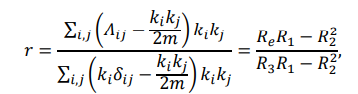 r = \frac{\sum_{i,j}\left(\Lambda_{ij} - \frac{k_i k_j}{2m}\right)k_i k_j}{\sum_{i,j}\left(k_i\delta_{ij} - \frac{k_i k_j}{2m}\right)k_i k_j} = \frac{R_e R_1 - R_2^2}{R_3 R_1 - R_2^2},